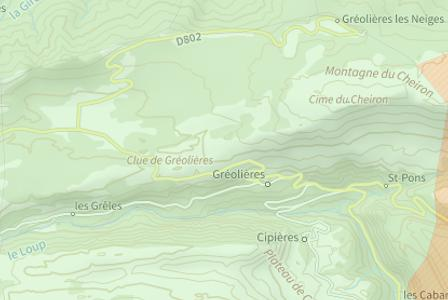 la Gir
Gréolières les Neiges
D802
Montagne du Cheiron
Cime du Cheiron
Clue de Gréolières
Gréolières
St-Pons
les Grêles
Cipières
le Loup
Plateau de C
les Cabar